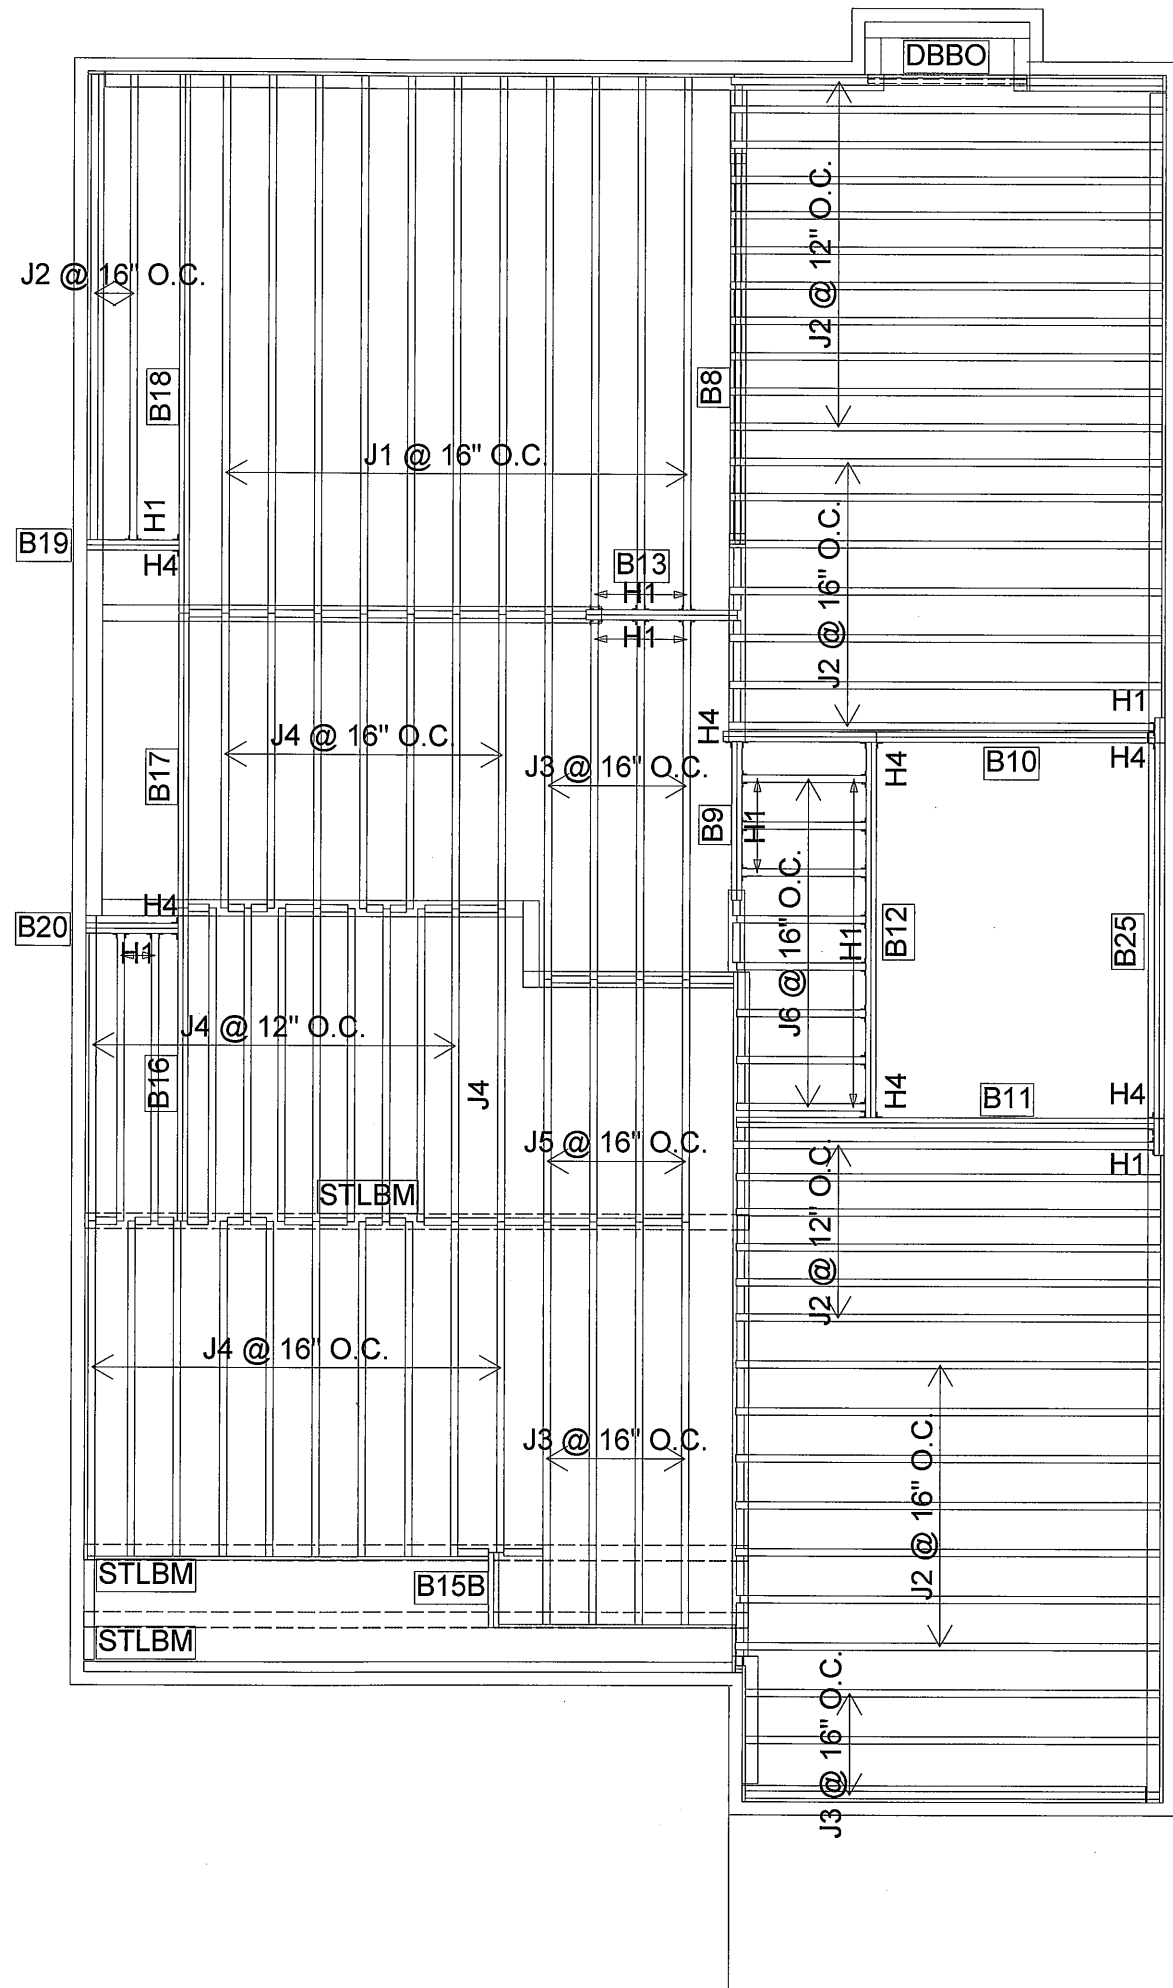 DBBO
J2 @ 12" O.C.
J2 @ 16" O.C.
B18
B8
J1 @ 16" O.C.
H1
B19
H4
B13
H1
H1
J2 @ 16" O.C.
H1
H4
J4 @ 16" O.C.
J3 @ 16" O.C.
B17
B9
H1
H4
B10
H4
J6 @ 16" O.C.
H1
B12
B25
H4
B20
H1
J4 @ 12" O.C.
B16
J4
H4
B11
H4
J5 @ 16" O.C.
H1
STLBM
J2 @ 12" O.C.
J4 @ 16" O.C.
J3 @ 16" O.C.
J2 @ 16" O.C.
STLBM
B15B
STLBM
J3 @ 16" O.C.